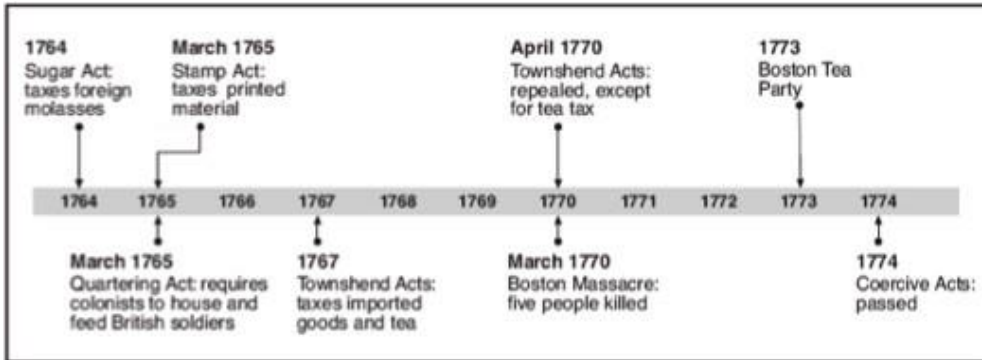 1764
Sugar Act:
taxes foreign
molasses
March 1765
Stamp Act:
taxes printed
material
April 1770
Townshend Acts:
repealed, except
for tea tax
1773
Boston Tea
Party
1764 1765 1766 1767 1768 1769 1770 1771 1772 1773 1774
March 1765
Quartering Act: requires
colonists to house and
feed British soldiers
1767
Townshend Acts:
taxes imported
goods and tea
March 1770
Boston Massacre:
five people killed
1774
Coercive Acts:
passed